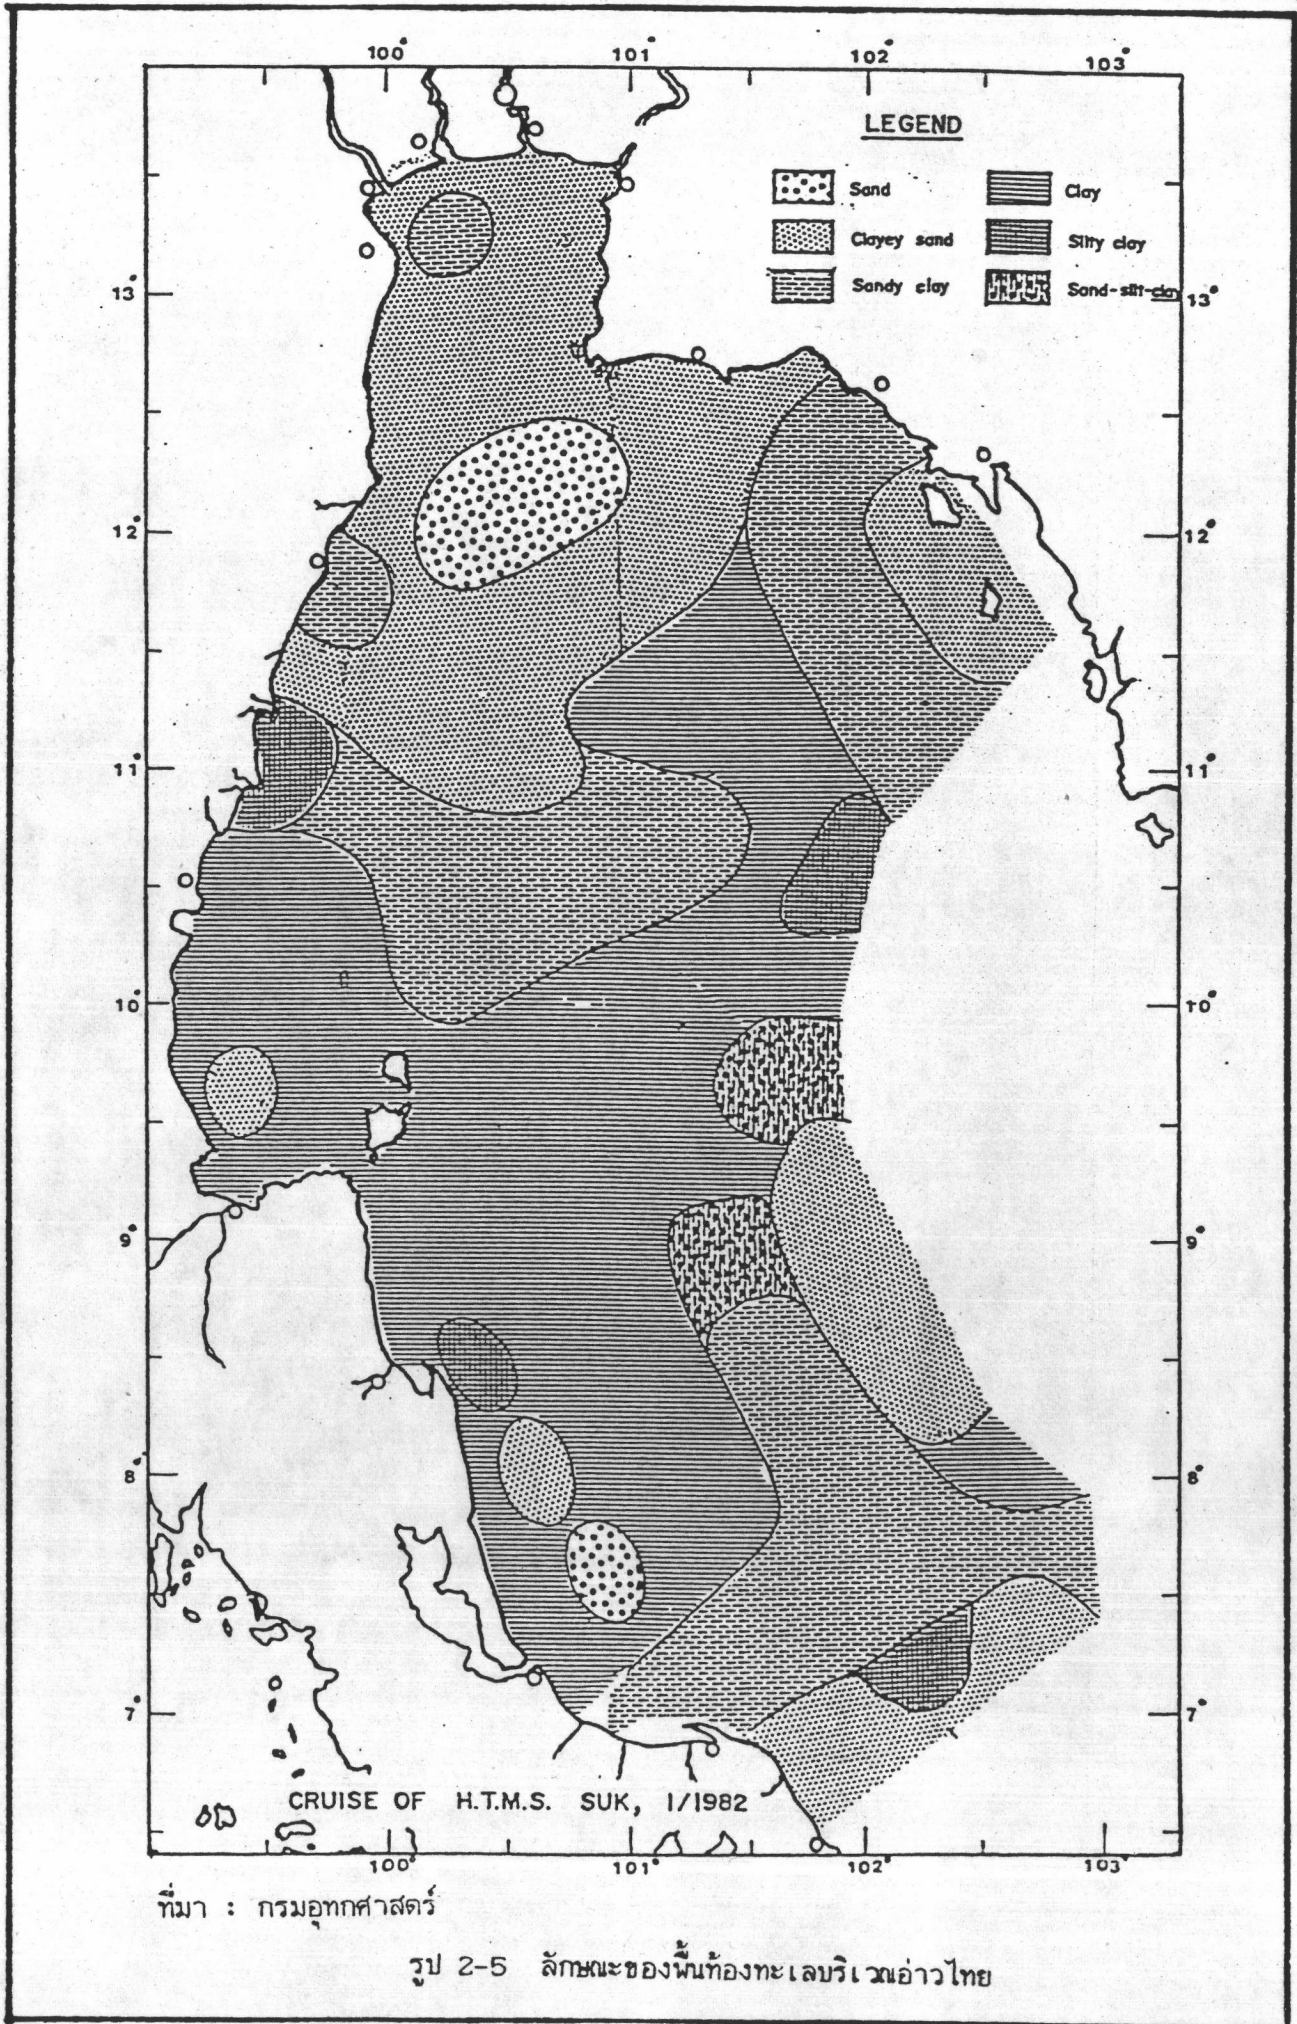 100° 101° 102° 103°
LEGEND
Sand Clay
Clayey sand Silty clay
Sandy clay Sand-silt-clay
13° 13°
12° 12°
11° 11°
10° 10°
9° 9°
8° 8°
7° 7°
CRUISE OF H.T.M.S. SUK, 1/1982
100° 101° 102° 103°
ที่มา : กรมอุทกศาสตร์
รูป 2-5 ลักษณะของพื้นท้องทะเลบริเวณอ่าวไทย